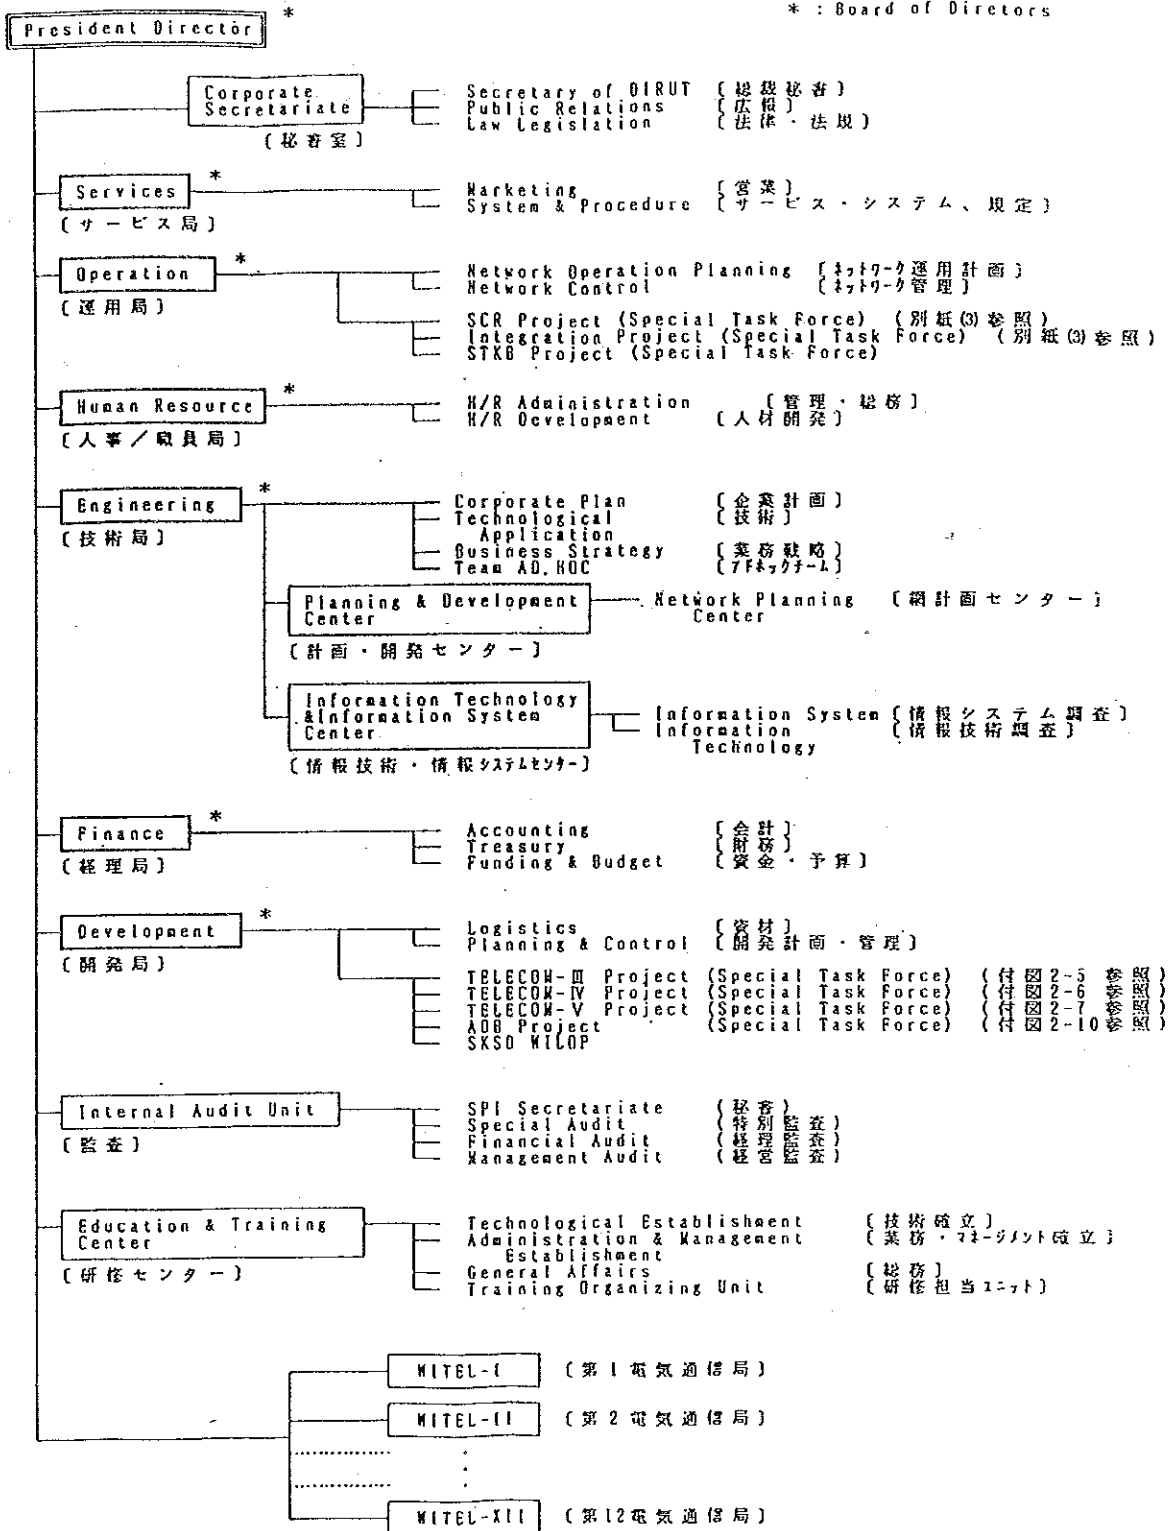 * : Board of Diretors
President Director *
Corporate Secretary of DIRUT 〔総裁秘書〕
Secretariate Public Relations 〔広報〕
Law Legislation 〔法律・法規〕
〔秘書室〕
Services * Marketing 〔営業〕
System & Procedure 〔サービス・システム、規定〕
〔サービス局〕
Operation * Network Operation Planning 〔ネットワーク運用計画〕
Network Control 〔ネットワーク管理〕
〔運用局〕
SCR Project (Special Task Force) (別紙(3)参照)
Integration Project (Special Task Force) (別紙(3)参照)
STKB Project (Special Task Force)
Human Resource * H/R Administration 〔管理・総務〕
H/R Development 〔人材開発〕
〔人事/職員局〕
Engineering * Corporate Plan 〔企業計画〕
Technological 〔技術〕
Application
〔技術局〕
Business Strategy 〔業務戦略〕
Team AD.HOC 〔アドホックチーム〕
Planning & Development Network Planning 〔網計画センター〕
Center Center
〔計画・開発センター〕
Information Technology
&Information System Information System 〔情報システム調査〕
Center Information 〔情報技術調査〕
Technology
〔情報技術・情報システムセンター〕
Finance * Accounting 〔会計〕
Treasury 〔財務〕
Funding & Budget 〔資金・予算〕
〔経理局〕
Development * Logistics 〔資材〕
Planning & Control 〔開発計画・管理〕
〔開発局〕
TELECOM-Ⅲ Project (Special Task Force) (付図2-5 参照)
TELECOM-Ⅳ Project (Special Task Force) (付図2-6 参照)
TELECOM-Ⅴ Project (Special Task Force) (付図2-7 参照)
ADB Project (Special Task Force) (付図2-10参照)
SKSO WILOP
Internal Audit Unit SPI Secretariate (秘書)
Special Audit (特別監査)
Financial Audit (経理監査)
Management Audit (経営監査)
〔監査〕
Education & Training Technological Establishment 〔技術確立〕
Center Administration & Management 〔業務・マネージメント確立〕
Establishment
〔研修センター〕
General Affairs 〔総務〕
Training Organizing Unit 〔研修担当ユニット〕
WITEL-I (第1電気通信局)
WITEL-II (第2電気通信局)
WITEL-XII (第12電気通信局)